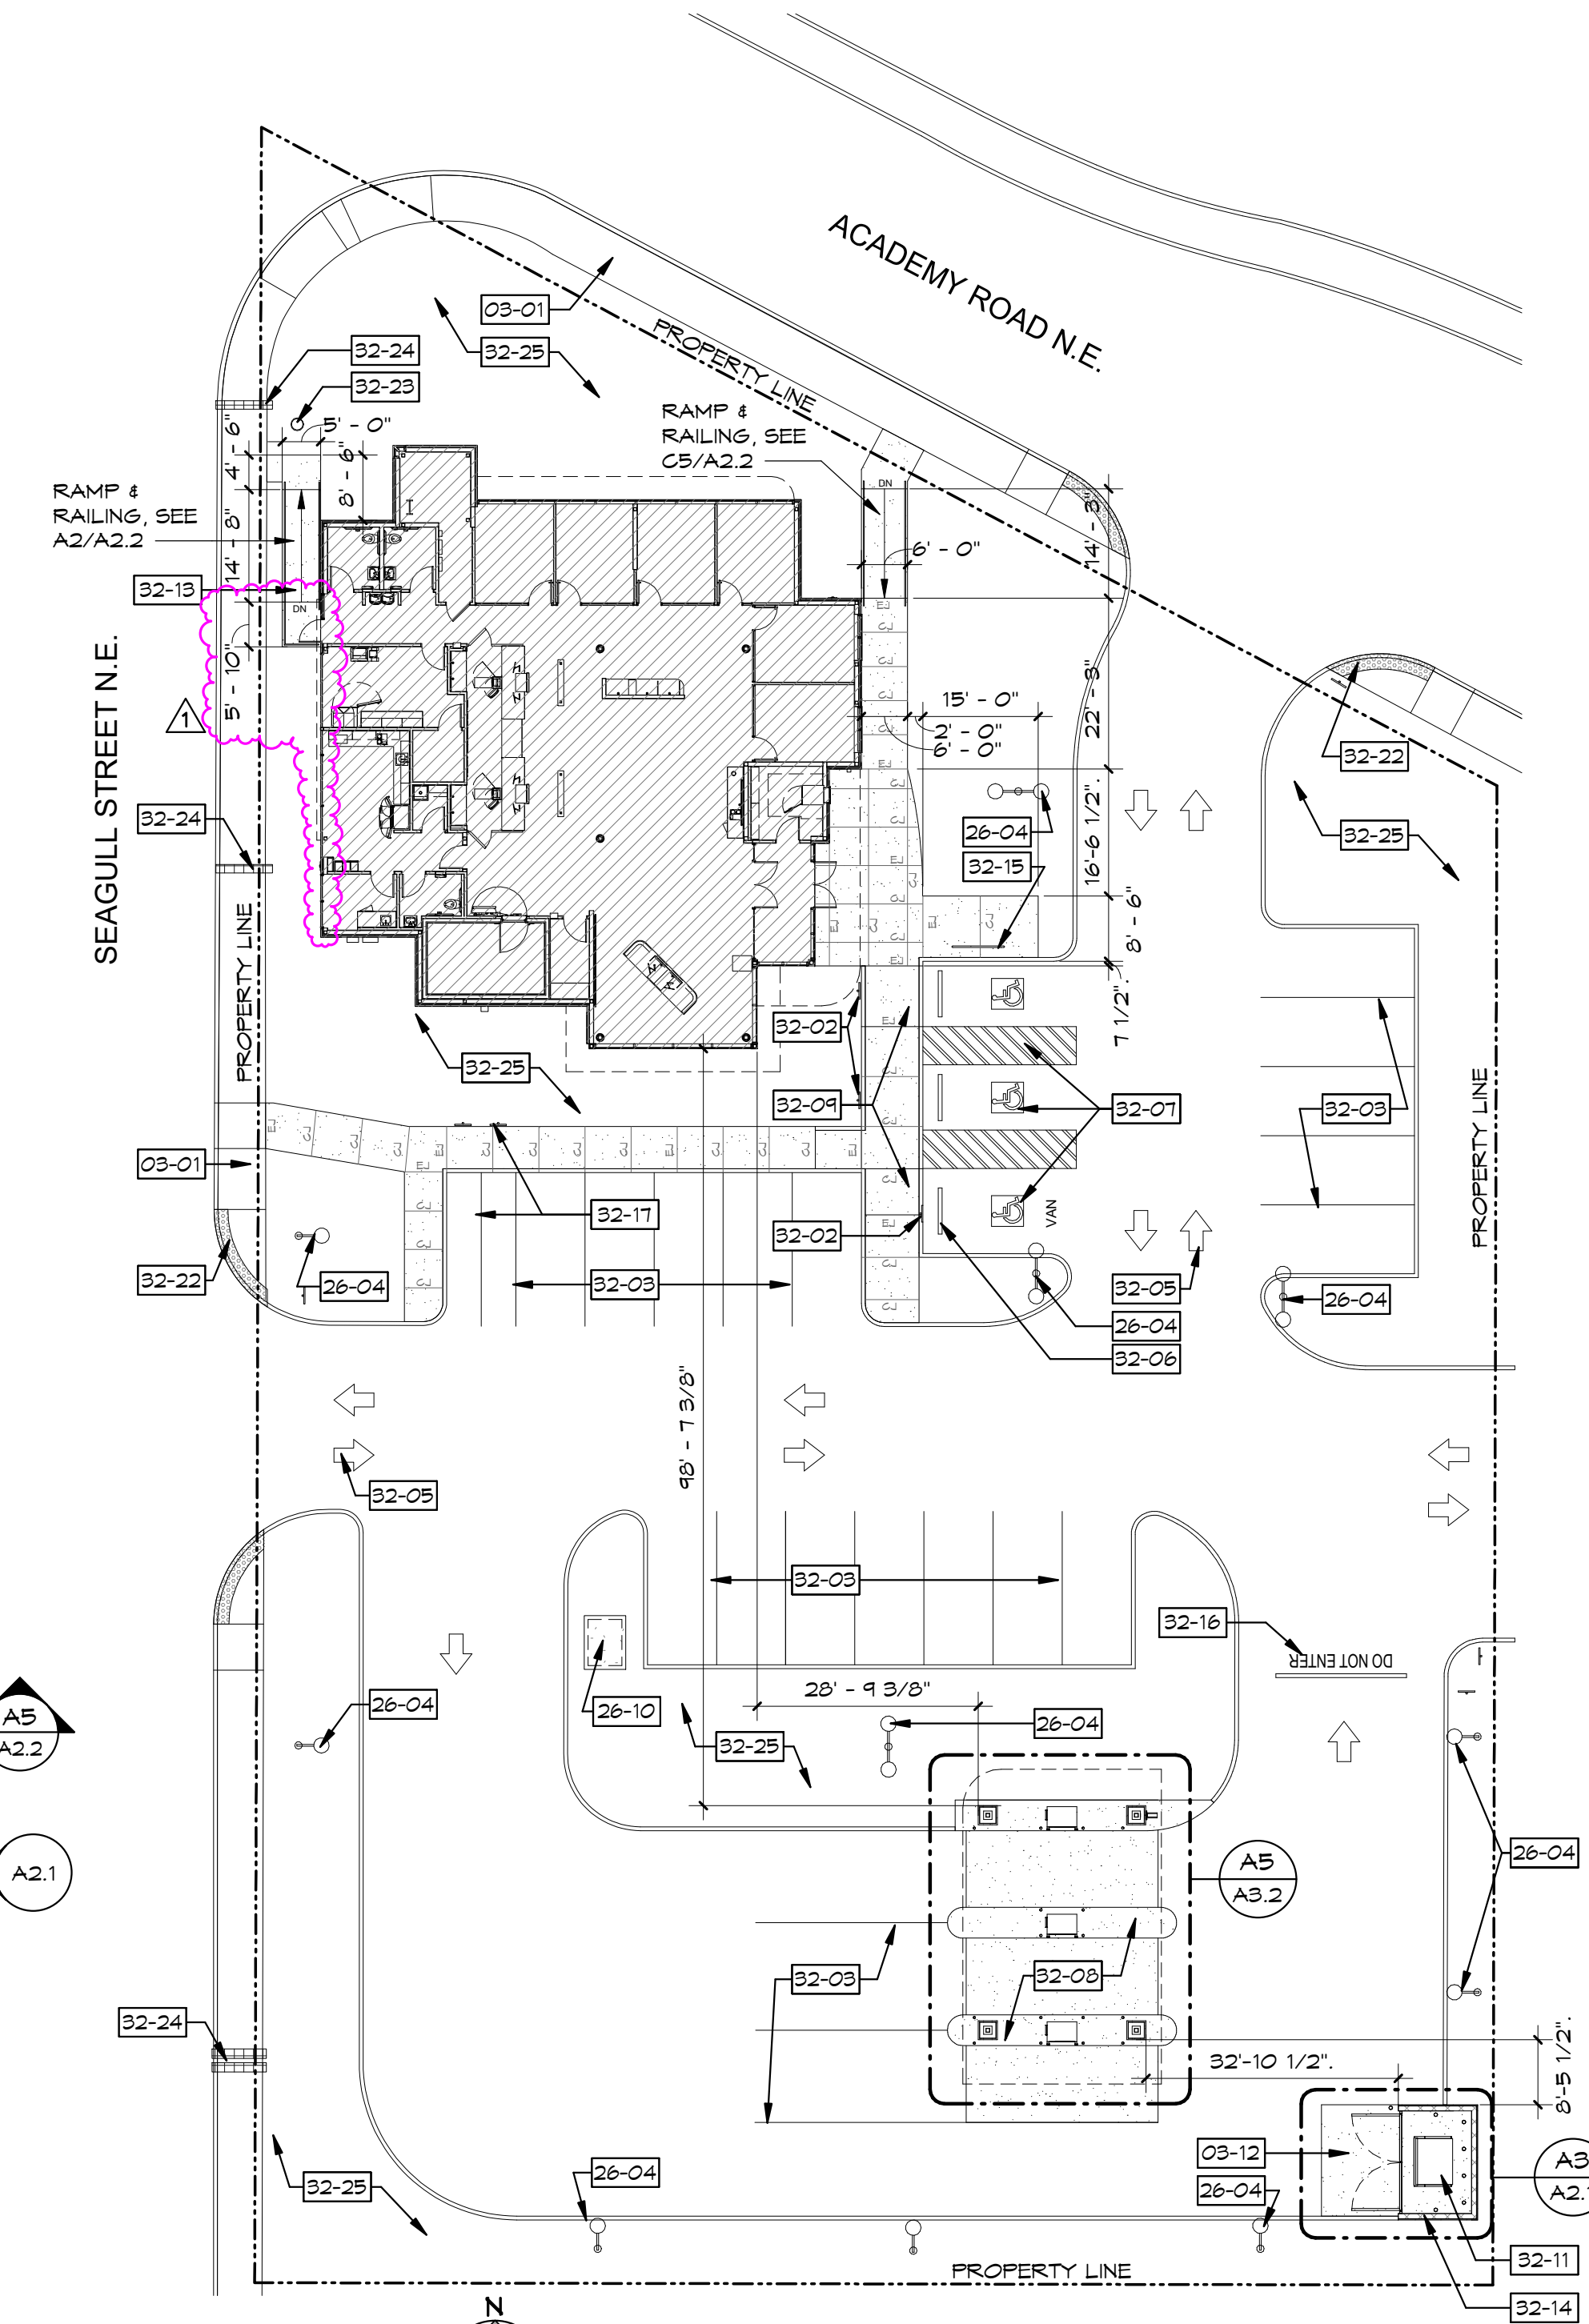 ACADEMY ROAD N.E.
03-01
PROPERTY LINE
32-24
32-25
32-23
5' - 0"
RAMP &
RAILING, SEE
C5/A2.2
4' - 6"
8' - 6"
RAMP &
RAILING, SEE
A2/A2.2
14' - 8"
DN
DN
14' - 3"
6' - 0"
32-13
DN
5' - 10"
1
SEAGULL STREET N.E.
15' - 0"
2' - 0"
6' - 0"
22' - 3"
32-22
32-24
26-04
32-15
16'-6 1/2".
32-25
8' - 6"
PROPERTY LINE
7 1/2".
32-02
32-25
32-09
32-07
32-03
PROPERTY LINE
03-01
32-17
VAN
32-02
32-22
26-04
32-03
32-05
26-04
26-04
32-06
98' - 7 3/8"
32-05
32-03
32-16
DO NOT ENTER
28' - 9 3/8"
A5
A2.2
26-04
26-10
26-04
32-25
A2.1
A5
A3.2
26-04
32-03
32-08
32-24
32'-10 1/2".
8'-5 1/2".
03-12
A3
32-25
26-04
26-04
32-11
PROPERTY LINE
32-14
N